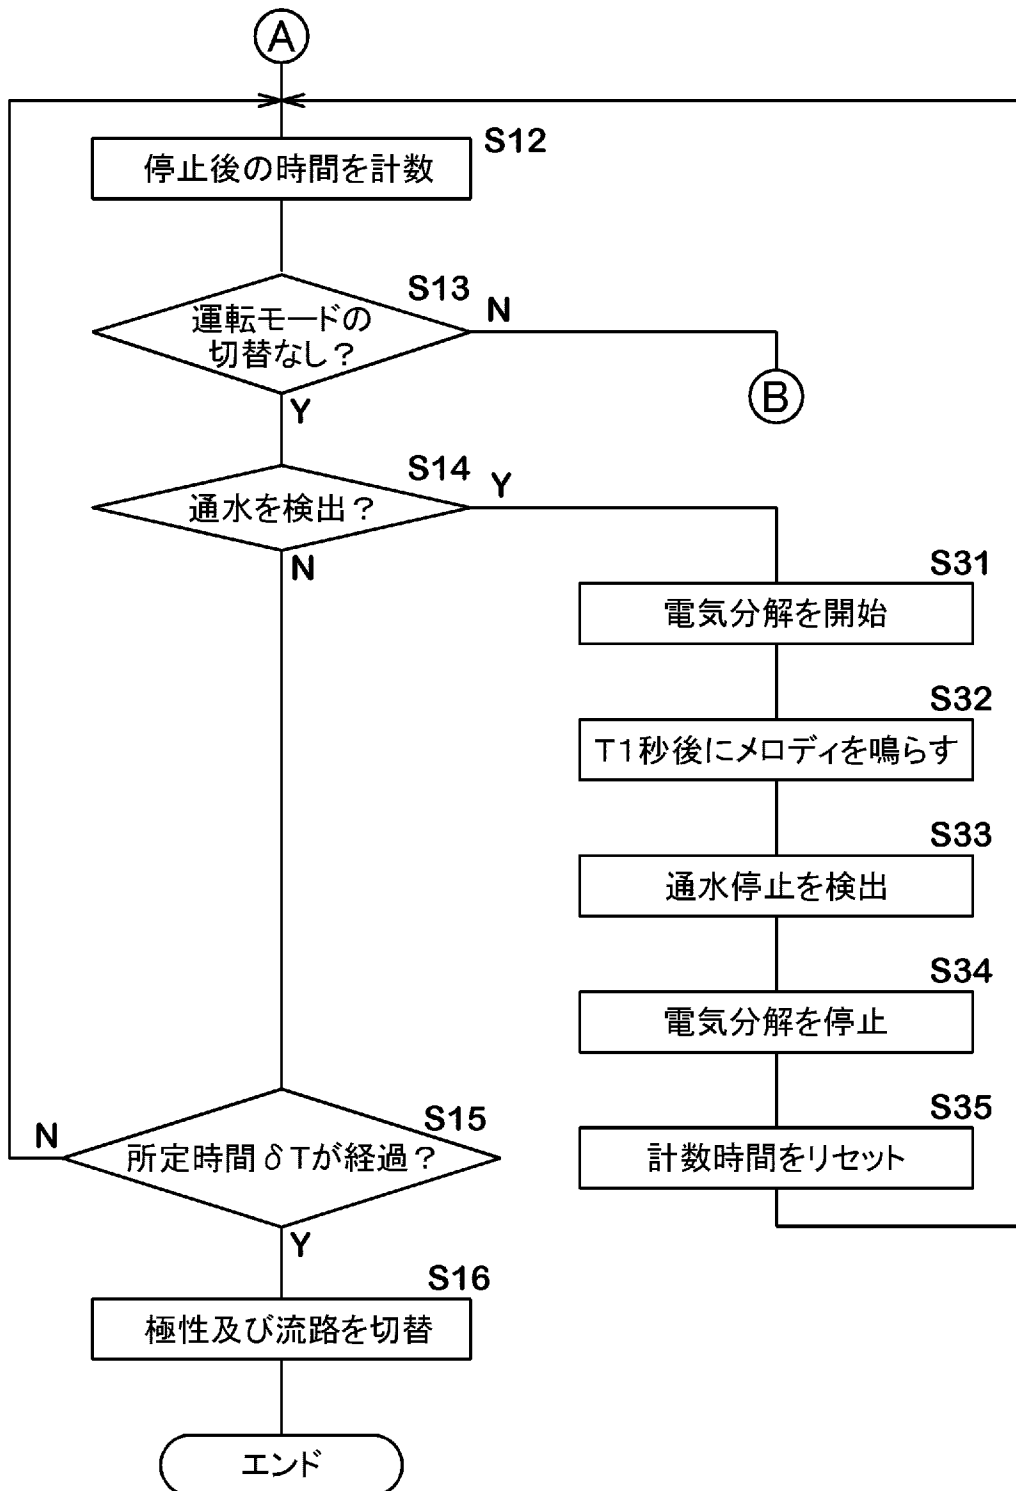 A
S12
停止後の時間を計数
S13
運転モードの
切替なし？
N
B
Y
S14
通水を検出？
Y
N
S31
電気分解を開始
S32
T1秒後にメロディを鳴らす
S33
通水停止を検出
S34
電気分解を停止
S35
計数時間をリセット
S15
所定時間δTが経過？
N
Y
S16
極性及び流路を切替
エンド